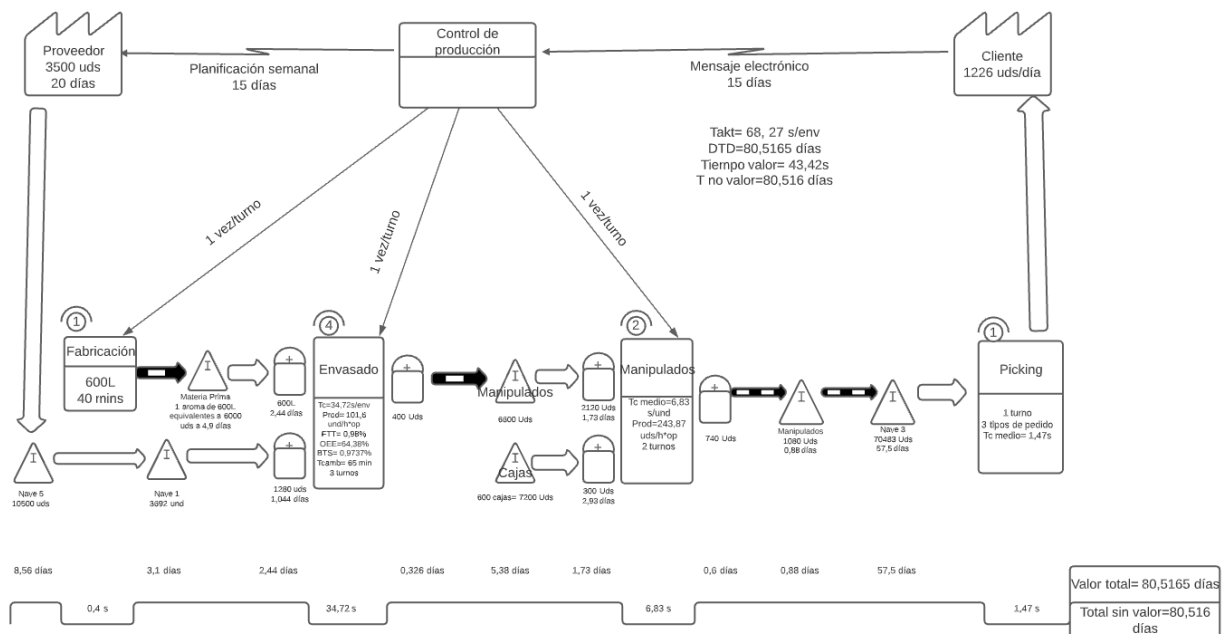 Proveedor
3500 uds
20 días
Planificación semanal
15 días
Control de
producción
Mensaje electrónico
15 días
Cliente
1226 uds/día
Takt= 68, 27 s/env
DTD=80,5165 días
Tiempo valor= 43,42s
T no valor=80,516 días
1 vez/turno
1 vez/turno
1 vez/turno
1
Fabricación
600L
40 mins
I
Materia Prima
1 aroma de 600L
equivalentes a 6000
uds a 4,9 días
+
600L
2,44 días
4
Envasado
Tc=34,72s/env
Prod= 101,6
und/h*op
FTT= 0,98%
OEE=64,38%
BTS= 0,9737%
Tcamb= 65 min
3 turnos
+
400 Uds
I
Manipulados
6600 Uds
+
2120 Uds
1,73 días
2
Manipulados
Tc medio=6,83
s/und
Prod=243,87
uds/h*op
2 turnos
+
740 Uds
I
Manipulados
1080 Uds
0,88 días
I
Nave 3
70483 Uds
57,5 días
1
Picking
1 turno
3 tipos de pedido
Tc medio= 1,47s
I
Nave 5
10500 uds
I
Nave 1
3692 und
+
1280 uds
1,044 días
I
Cajas
600 cajas= 7200 Uds
+
300 Uds
2,93 días
8,56 días
3,1 días
2,44 días
0,326 días
5,38 días
1,73 días
0,6 días
0,88 días
57,5 días
0,4 s
34,72 s
6,83 s
1,47 s
Valor total= 80,5165 días
Total sin valor=80,516
días